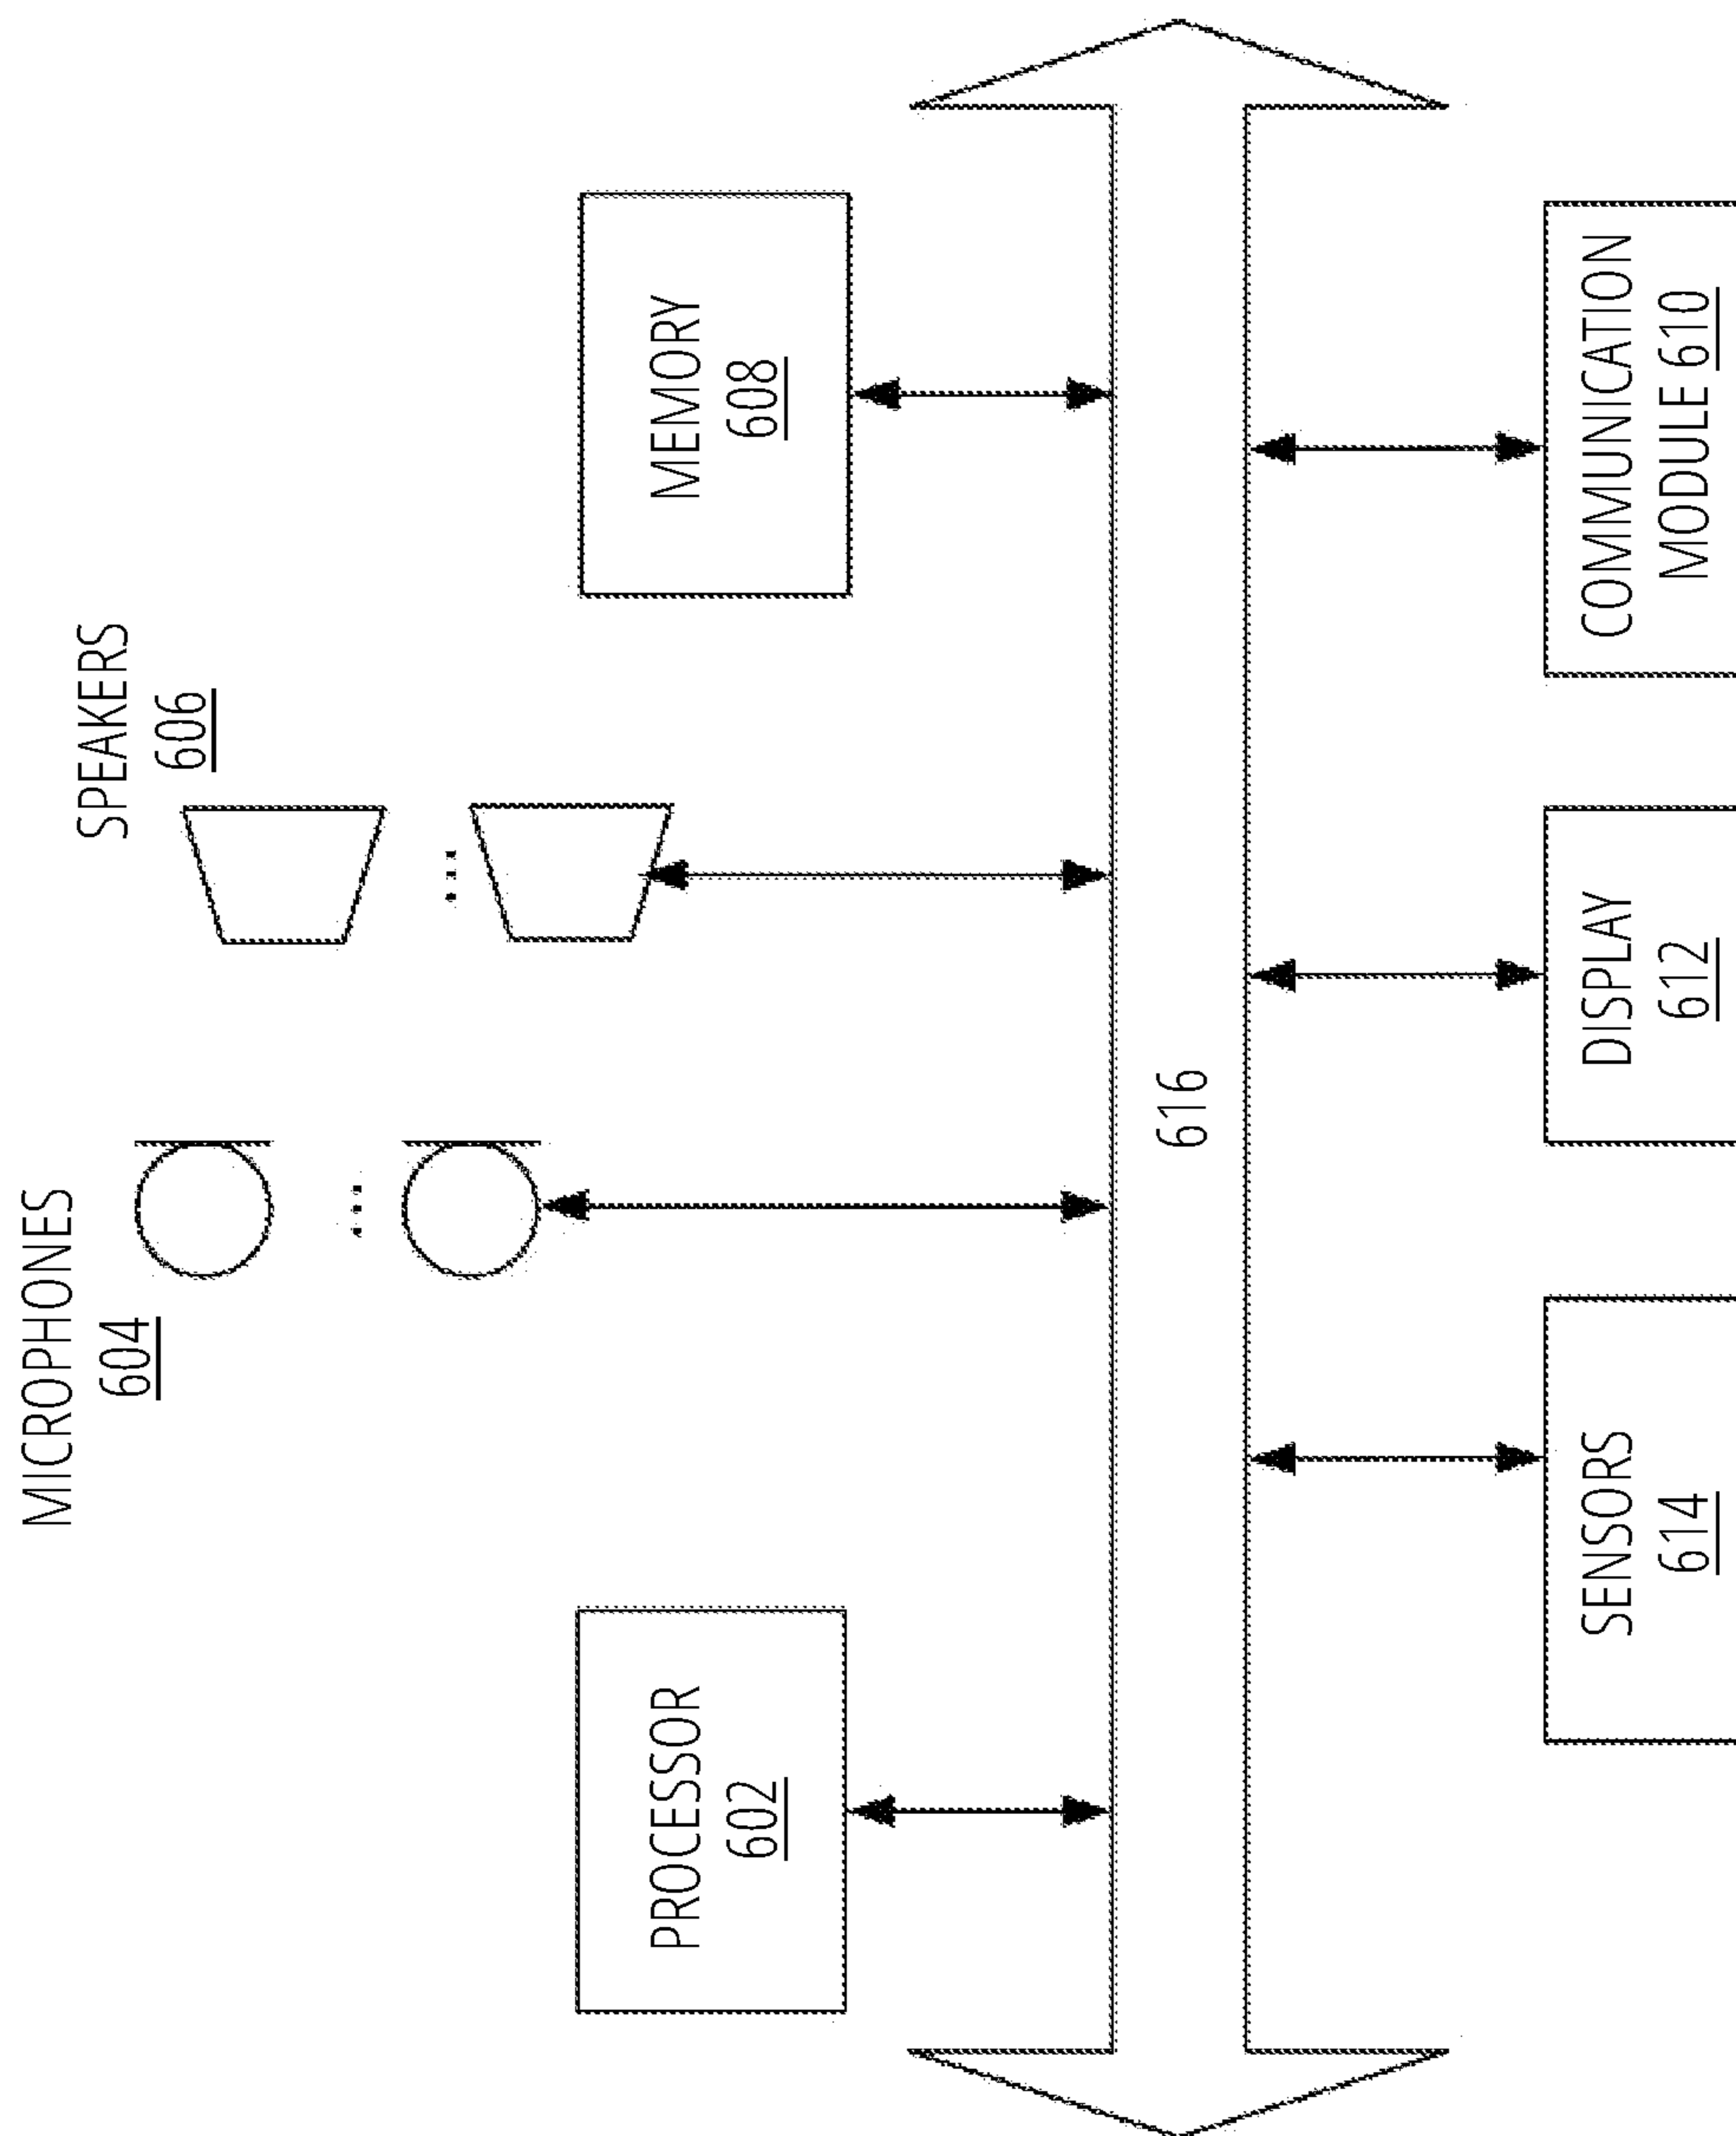 MICROPHONES
604
SPEAKERS
606
PROCESSOR
602
MEMORY
608
616
SENSORS
614
DISPLAY
612
COMMUNICATION
MODULE 610